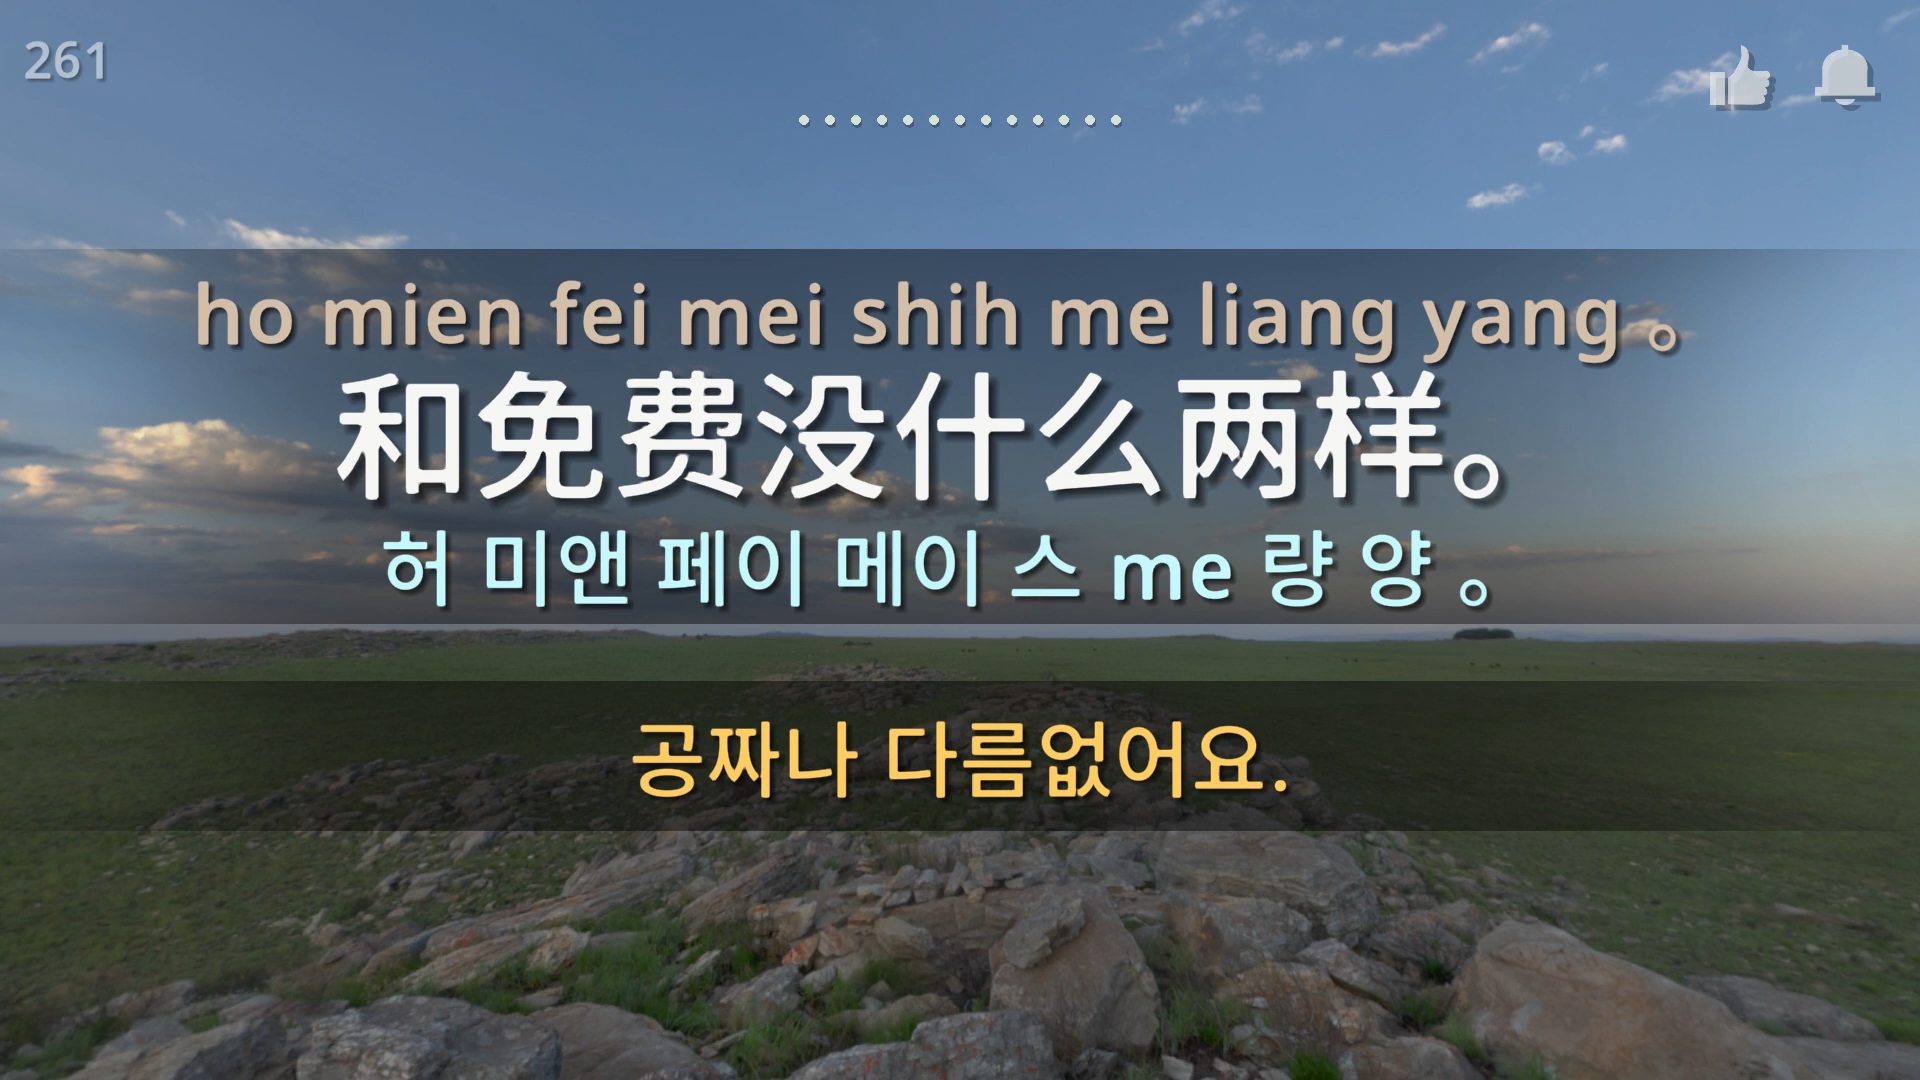 261
ho mien fei mei shih me liang yang 。
和免费没什么两样。
허 미앤 페이 메이 스 me 량 양 。
공짜나 다름없어요.